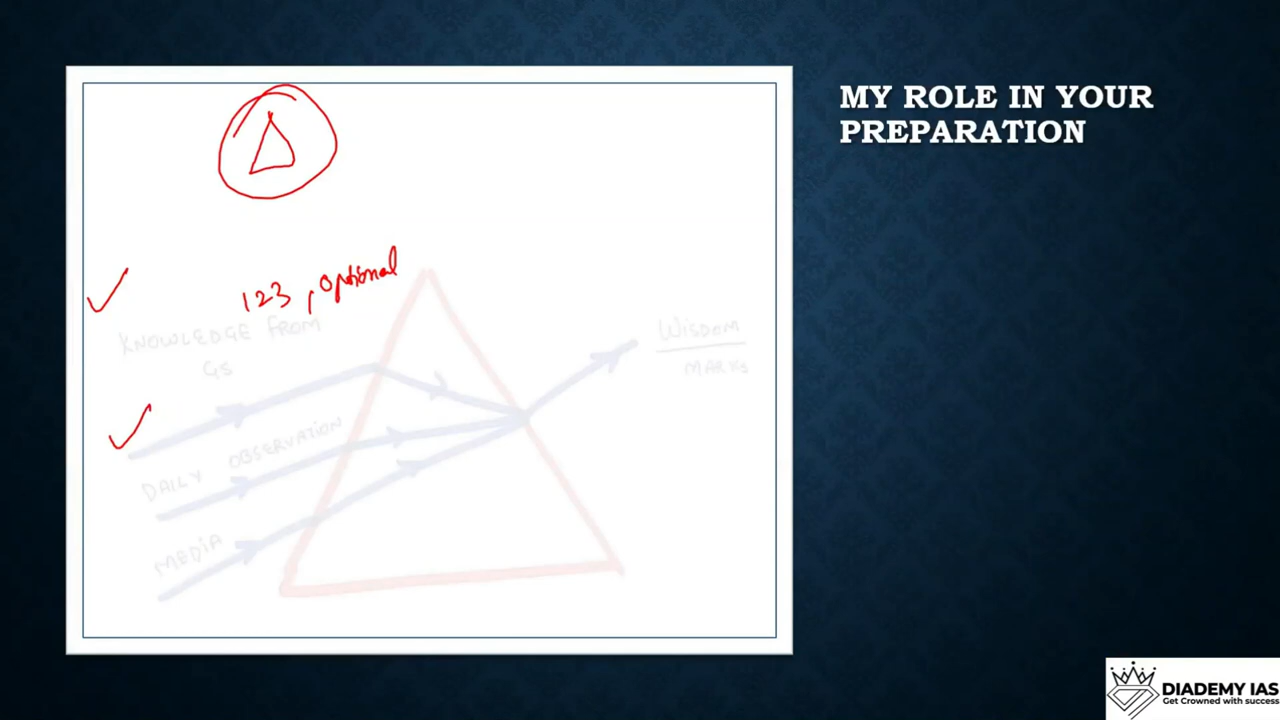 MY ROLE IN YOUR
PREPARATION
123, Optional
KNOWLEDGE FROM
GS
DAILY OBSERVATION
MEDIA
WISDOM
MARKS
DIADEMY IAS
Get Crowned with success